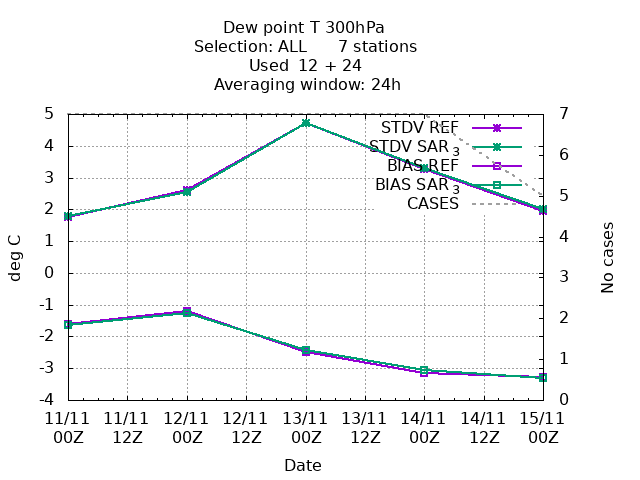 Dew point T 300hPa
Selection: ALL 7 stations
Used 12 + 24
Averaging window: 24h
5 7
STDV REF
4 STDV SAR 3
6
BIAS REF
3 BIAS SAR 3
5
2 CASES
4
1
deg C
0
3
No cases
-1
2
-2
1
-3
-4 0
11/11 11/11 12/11 12/11 13/11 13/11 14/11 14/11 15/11
00Z 12Z 00Z 12Z 00Z 12Z 00Z 12Z 00Z
Date